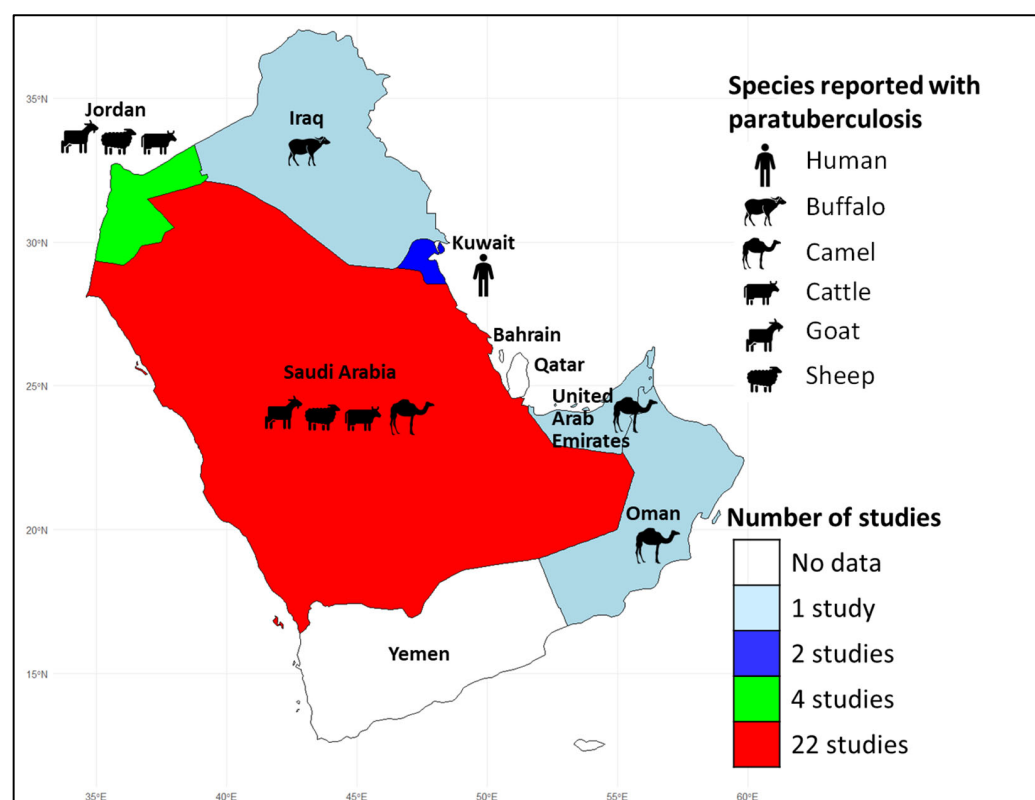 Species reported with
paratuberculosis
Human
Buffalo
Camel
Cattle
Goat
Sheep
Jordan
Iraq
Kuwait
Bahrain
Qatar
Saudi Arabia
United
Arab
Emirates
Oman
Yemen
Number of studies
No data
1 study
2 studies
4 studies
22 studies
35°N
30°N
25°N
20°N
15°N
35°E
40°E
45°E
50°E
55°E
60°E